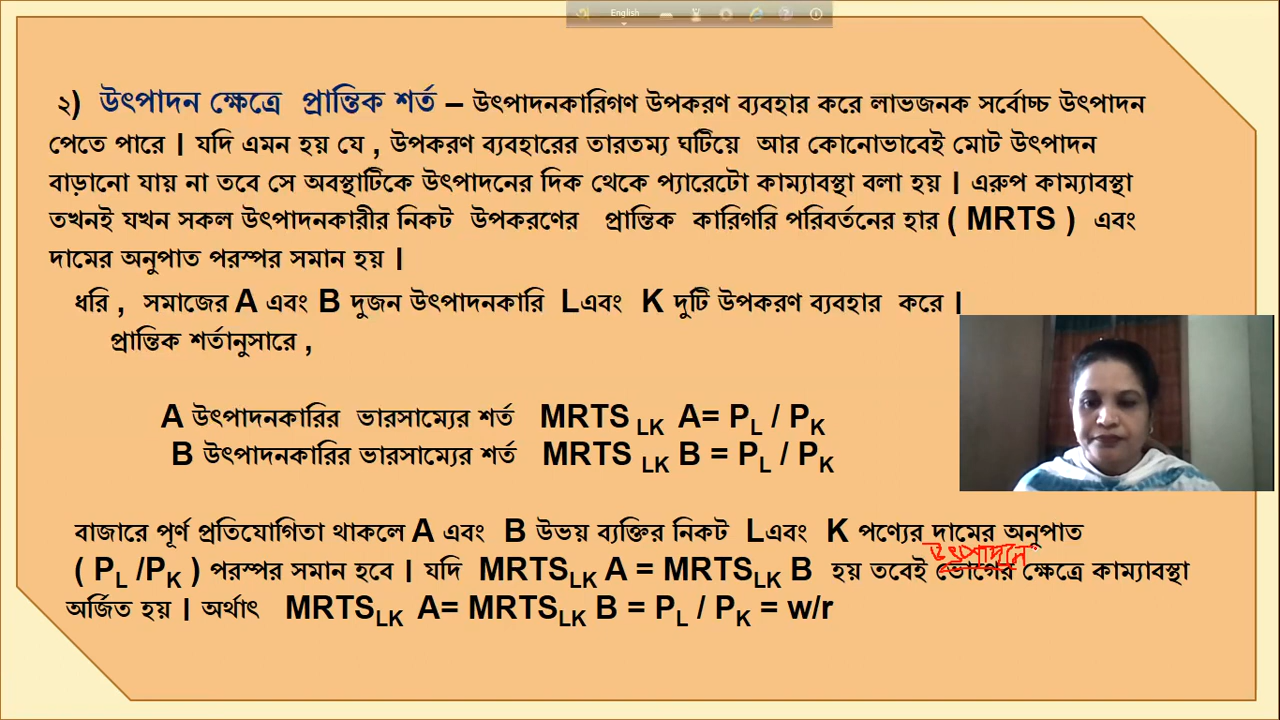 English
২) উৎপাদন ক্ষেত্রে প্রান্তিক শর্ত – উৎপাদনকারিগণ উপকরণ ব্যবহার করে লাভজনক সর্বোচ্চ উৎপাদন
পেতে পারে । যদি এমন হয় যে , উপকরণ ব্যবহারের তারতম্য ঘটিয়ে আর কোনোভাবেই মোট উৎপাদন
বাড়ানো যায় না তবে সে অবস্থাটিকে উৎপাদনের দিক থেকে প্যারেটো কাম্যাবস্থা বলা হয় । এরুপ কাম্যাবস্থা
তখনই যখন সকল উৎপাদনকারীর নিকট উপকরণের প্রান্তিক কারিগরি পরিবর্তনের হার ( MRTS ) এবং
দামের অনুপাত পরস্পর সমান হয় ।
ধরি , সমাজের A এবং B দুজন উৎপাদনকারি L এবং K দুটি উপকরণ ব্যবহার করে ।
প্রান্তিক শর্তানুসারে ,
A উৎপাদনকারির ভারসাম্যের শর্ত MRTS LK A= PL / PK
B উৎপাদনকারির ভারসাম্যের শর্ত MRTS LK B = PL / PK
বাজারে পূর্ণ প্রতিযোগিতা থাকলে A এবং B উভয় ব্যক্তির নিকট L এবং K পণ্যের দামের অনুপাত
উৎপাদনে
( PL /PK ) পরস্পর সমান হবে । যদি MRTSLK A = MRTSLK B হয় তবেই ভোগের ক্ষেত্রে কাম্যাবস্থা
অর্জিত হয় । অর্থাৎ MRTSLK A= MRTSLK B = PL / PK = w/r